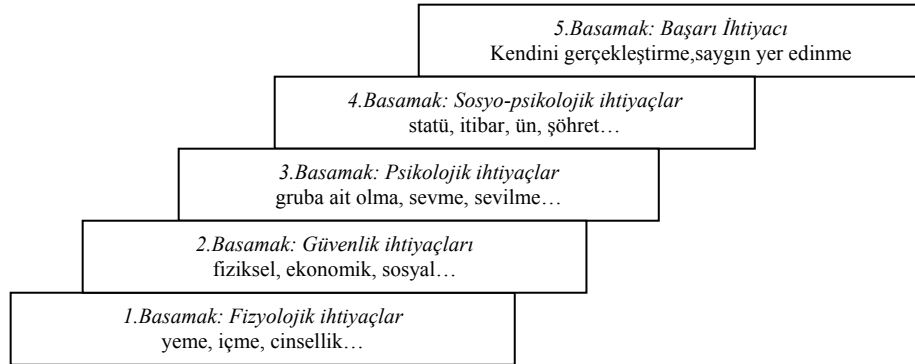 5.Basamak: Başarı İhtiyacı
Kendini gerçekleştirme,saygın yer edinme
4.Basamak: Sosyo-psikolojik ihtiyaçlar
statü, itibar, ün, şöhret…
3.Basamak: Psikolojik ihtiyaçlar
gruba ait olma, sevme, sevilme…
2.Basamak: Güvenlik ihtiyaçları
fiziksel, ekonomik, sosyal…
1.Basamak: Fizyolojik ihtiyaçlar
yeme, içme, cinsellik…